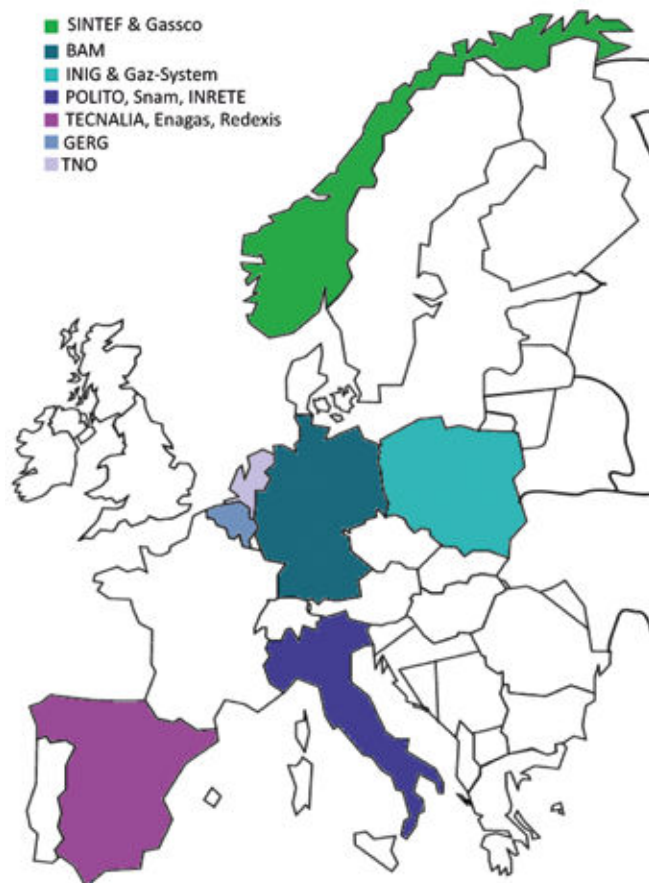 SINTEF & Gassco
BAM
INIG & Gaz-System
POLITO, Snam, INRETE
TECNALIA, Enagas, Redexis
GERG
TNO